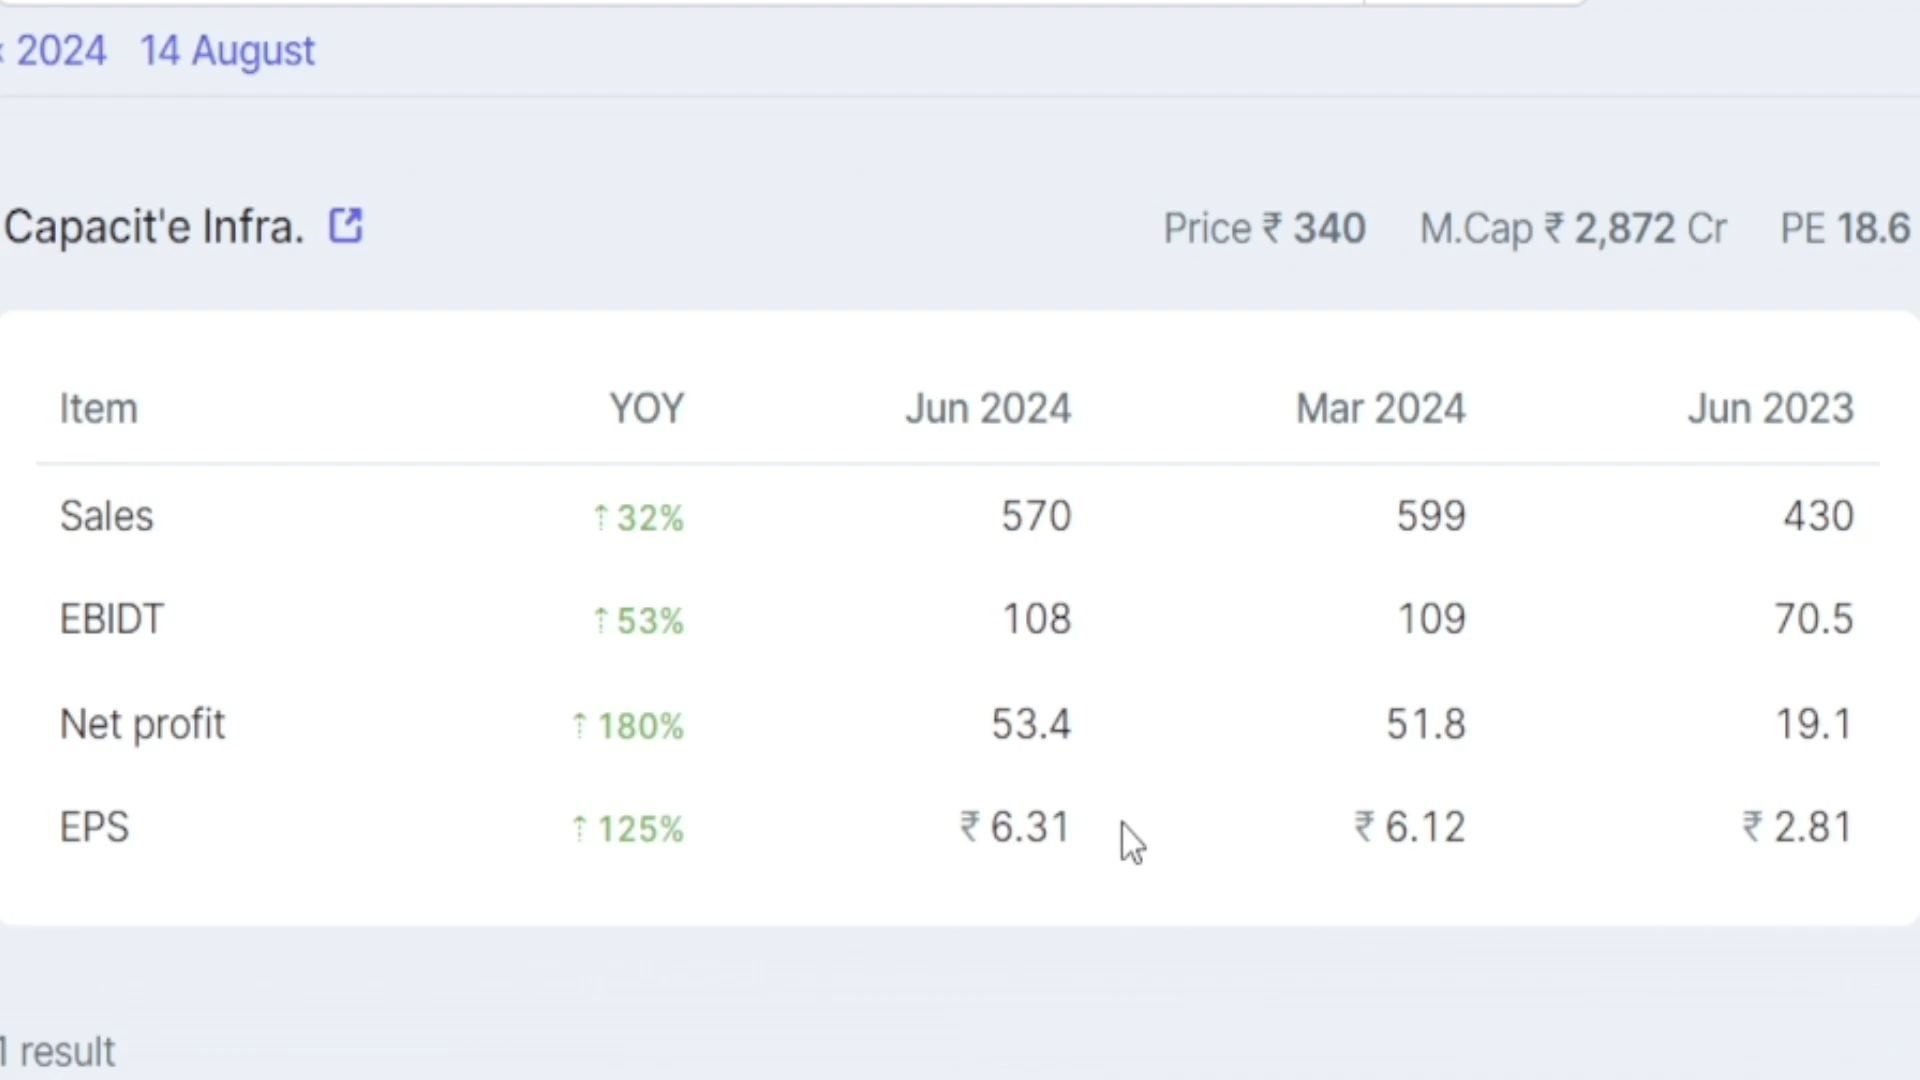 ‹ 2024 14 August
Capacit'e Infra. Price ₹ 340 M.Cap ₹ 2,872 Cr PE 18.6
Item YOY Jun 2024 Mar 2024 Jun 2023
Sales ⇡ 32% 570 599 430
EBIDT ⇡ 53% 108 109 70.5
Net profit ⇡ 180% 53.4 51.8 19.1
EPS ⇡ 125% ₹ 6.31 ₹ 6.12 ₹ 2.81
1 result